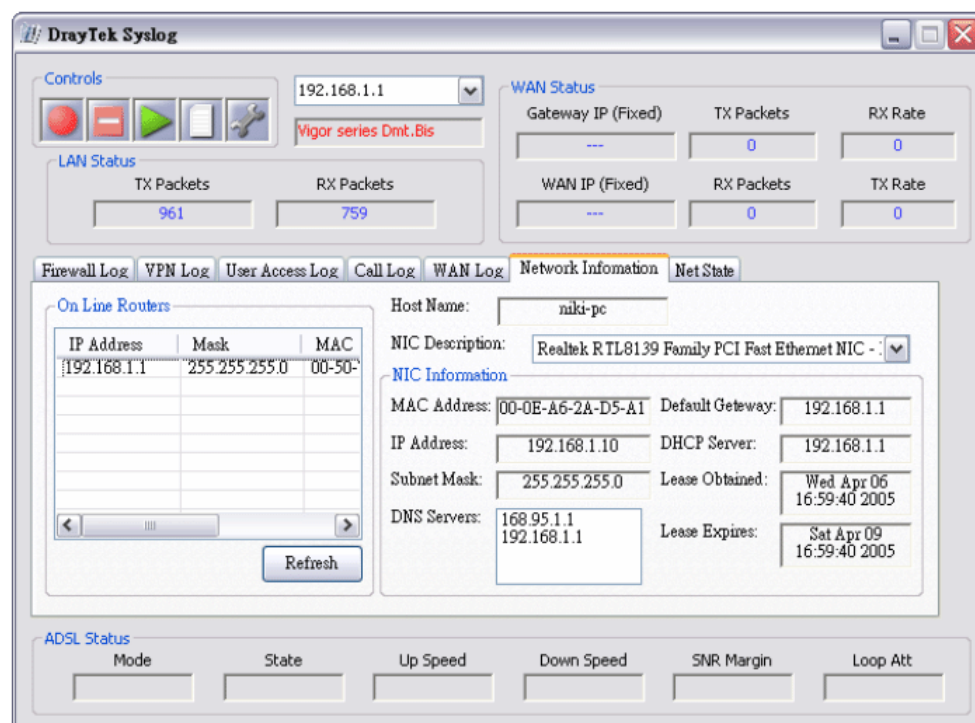 DrayTek Syslog
Controls
192.168.1.1
Vigor series Dmt.Bis
WAN Status
Gateway IP (Fixed) TX Packets RX Rate
--- 0 0
WAN IP (Fixed) RX Packets TX Rate
--- 0 0
LAN Status
TX Packets RX Packets
961 759
Firewall Log VPN Log User Access Log Call Log WAN Log Network Infomation Net State
On Line Routers
IP Address Mask MAC
192.168.1.1 255.255.255.0 00-50-
Refresh
Host Name: niki-pc
NIC Description: Realtek RTL8139 Family PCI Fast Ethernet NIC -
NIC Information
MAC Address: 00-0E-A6-2A-D5-A1 Default Geteway: 192.168.1.1
IP Address: 192.168.1.10 DHCP Server: 192.168.1.1
Subnet Mask: 255.255.255.0 Lease Obtained: Wed Apr 06
16:59:40 2005
DNS Servers: 168.95.1.1
192.168.1.1
Lease Expires: Sat Apr 09
16:59:40 2005
ADSL Status
Mode State Up Speed Down Speed SNR Margin Loop Att